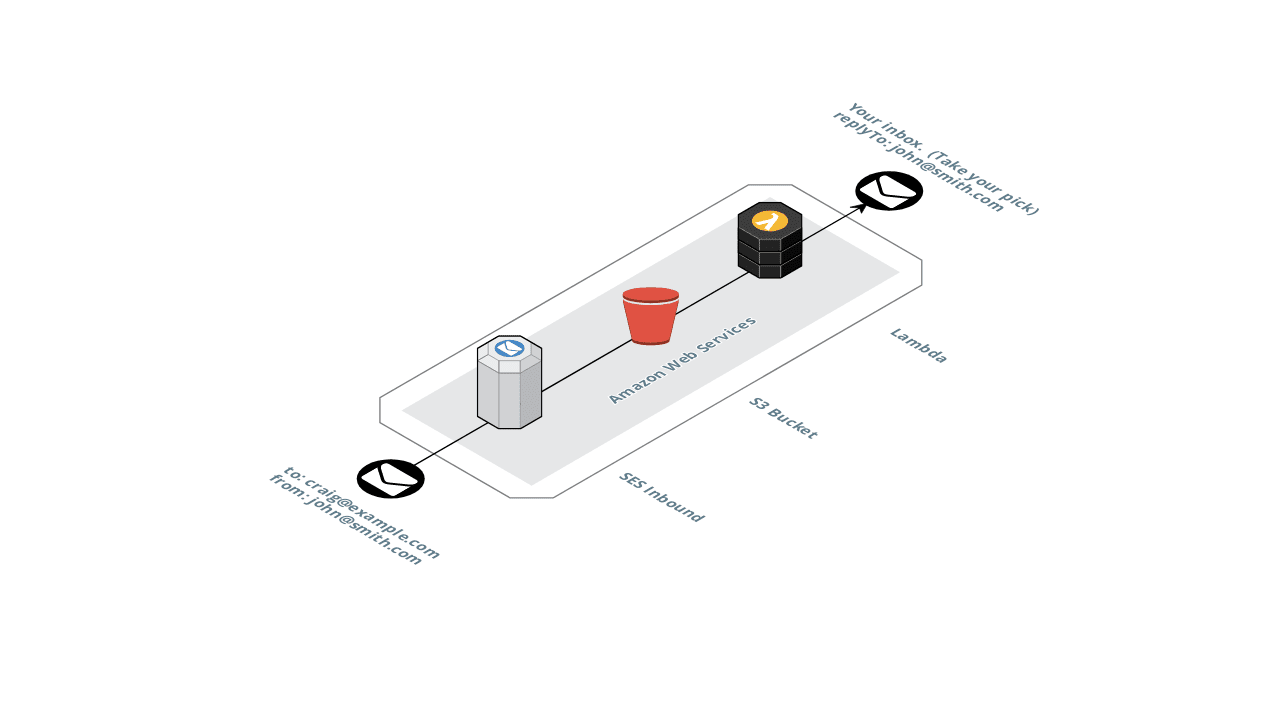 Your inbox. (Take your pick)
replyTo: john@smith.com
Lambda
Amazon Web Services
S3 Bucket
SES Inbound
to: craig@example.com
from: john@smith.com